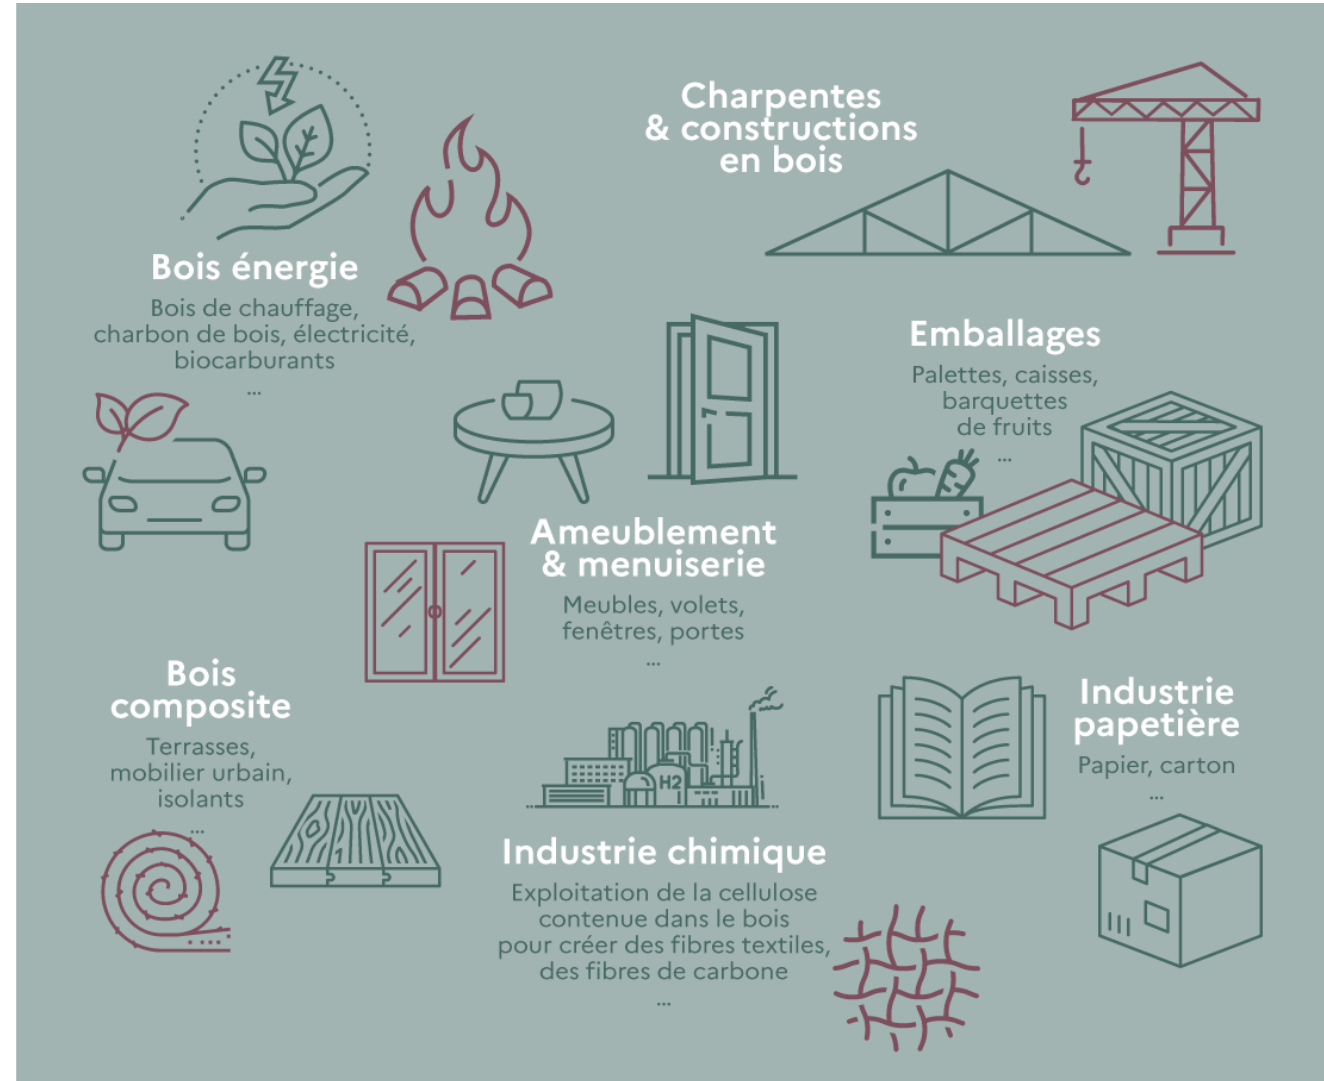 Charpentes
& constructions
en bois
Bois énergie
Bois de chauffage,
charbon de bois, électricité,
biocarburants
...
Emballages
Palettes, caisses,
barquettes
de fruits
...
Ameublement
& menuiserie
Meubles, volets,
fenêtres, portes
...
Bois
composite
Terrasses,
mobilier urbain,
isolants
...
Industrie
papetière
Papier, carton
...
H2
Industrie chimique
Exploitation de la cellulose
contenue dans le bois
pour créer des fibres textiles,
des fibres de carbone
...